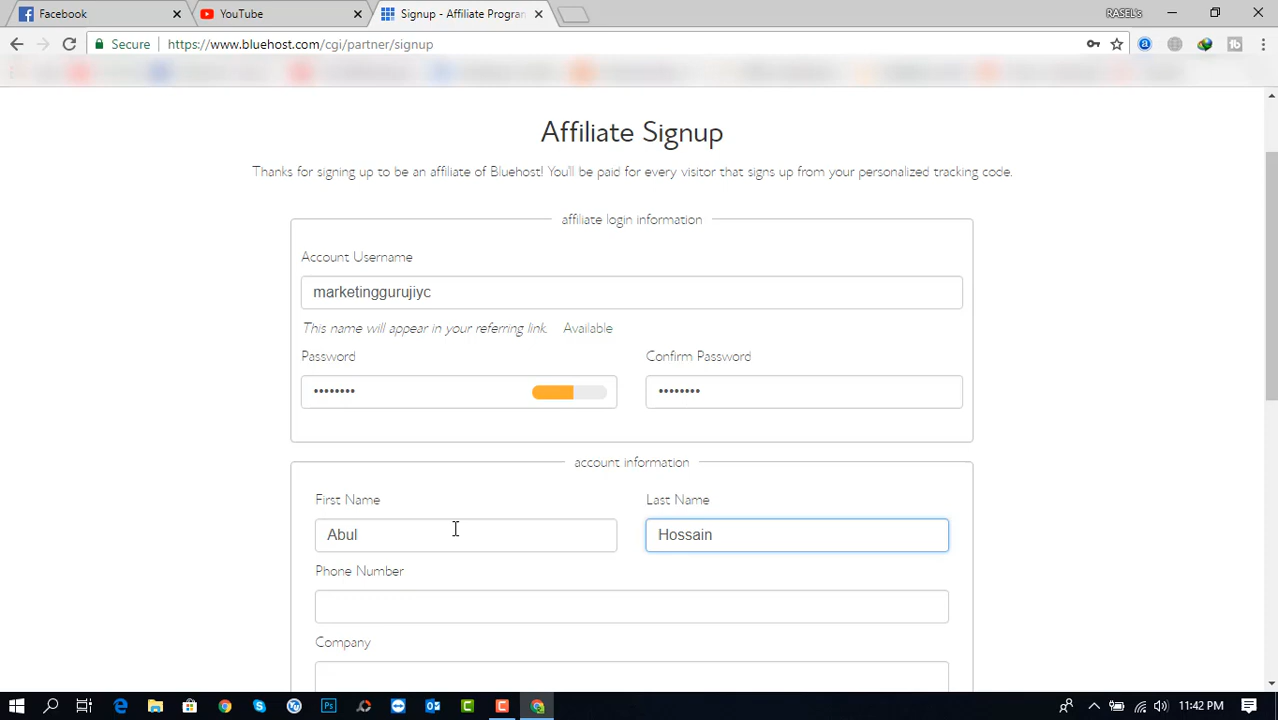 Facebook
YouTube
Signup - Affiliate Progran
RASEL's
Secure
https://www.bluehost.com/cgi/partner/signup
Affiliate Signup
Thanks for signing up to be an affiliate of Bluehost! You'll be paid for every visitor that signs up from your personalized tracking code.
affiliate login information
Account Username
marketinggurujiyc
This name will appear in your referring link. Available
Password
Confirm Password
••••••••
••••••••
account information
First Name
Last Name
Abul
Hossain
Phone Number
Company
11:42 PM